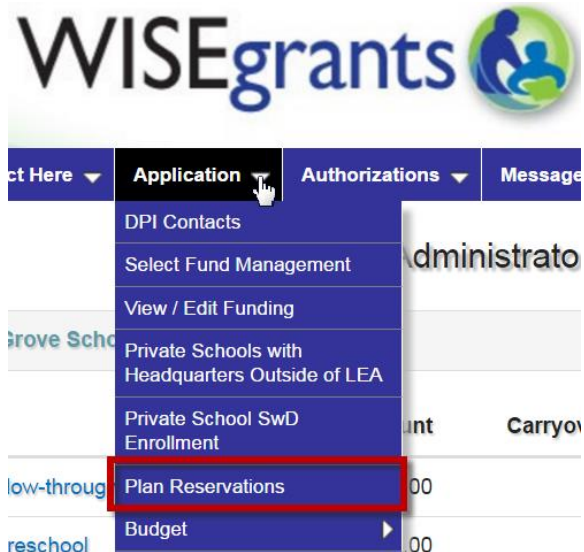 WISEgrants
ct Here Application Authorizations Message
DPI Contacts
dministrato
Select Fund Management
View / Edit Funding
Grove Scho
Private Schools with
Headquarters Outside of LEA
Private School SwD
Enrollment
unt Carryov
low-throug Plan Reservations 00
Budget
reschool .00